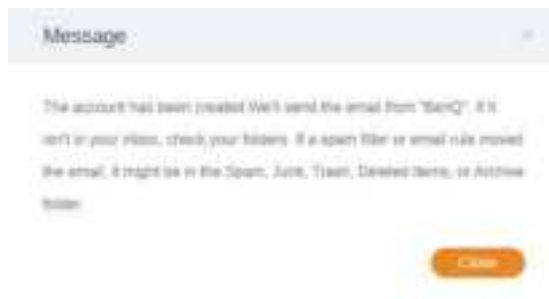 Message
The account has been created We'll send the email from "BenQ". If it
isn't in your inbox, check your folders. If a spam filter or email rule moved
the email, it might be in the Spam, Junk, Trash, Deleted Items, or Archive
folder.
Close